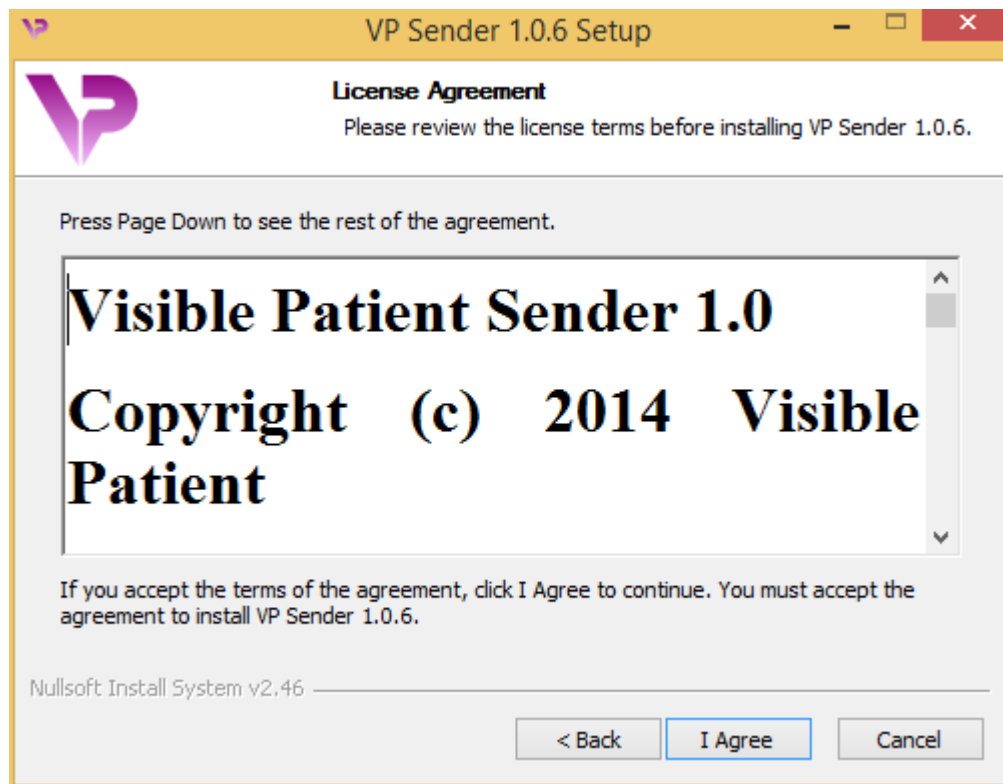 VP Sender 1.0.6 Setup
VP
License Agreement
Please review the license terms before installing VP Sender 1.0.6.
Press Page Down to see the rest of the agreement.
Visible Patient Sender 1.0
Copyright (c) 2014 Visible
Patient
If you accept the terms of the agreement, click I Agree to continue. You must accept the
agreement to install VP Sender 1.0.6.
Nullsoft Install System v2.46
< Back I Agree Cancel